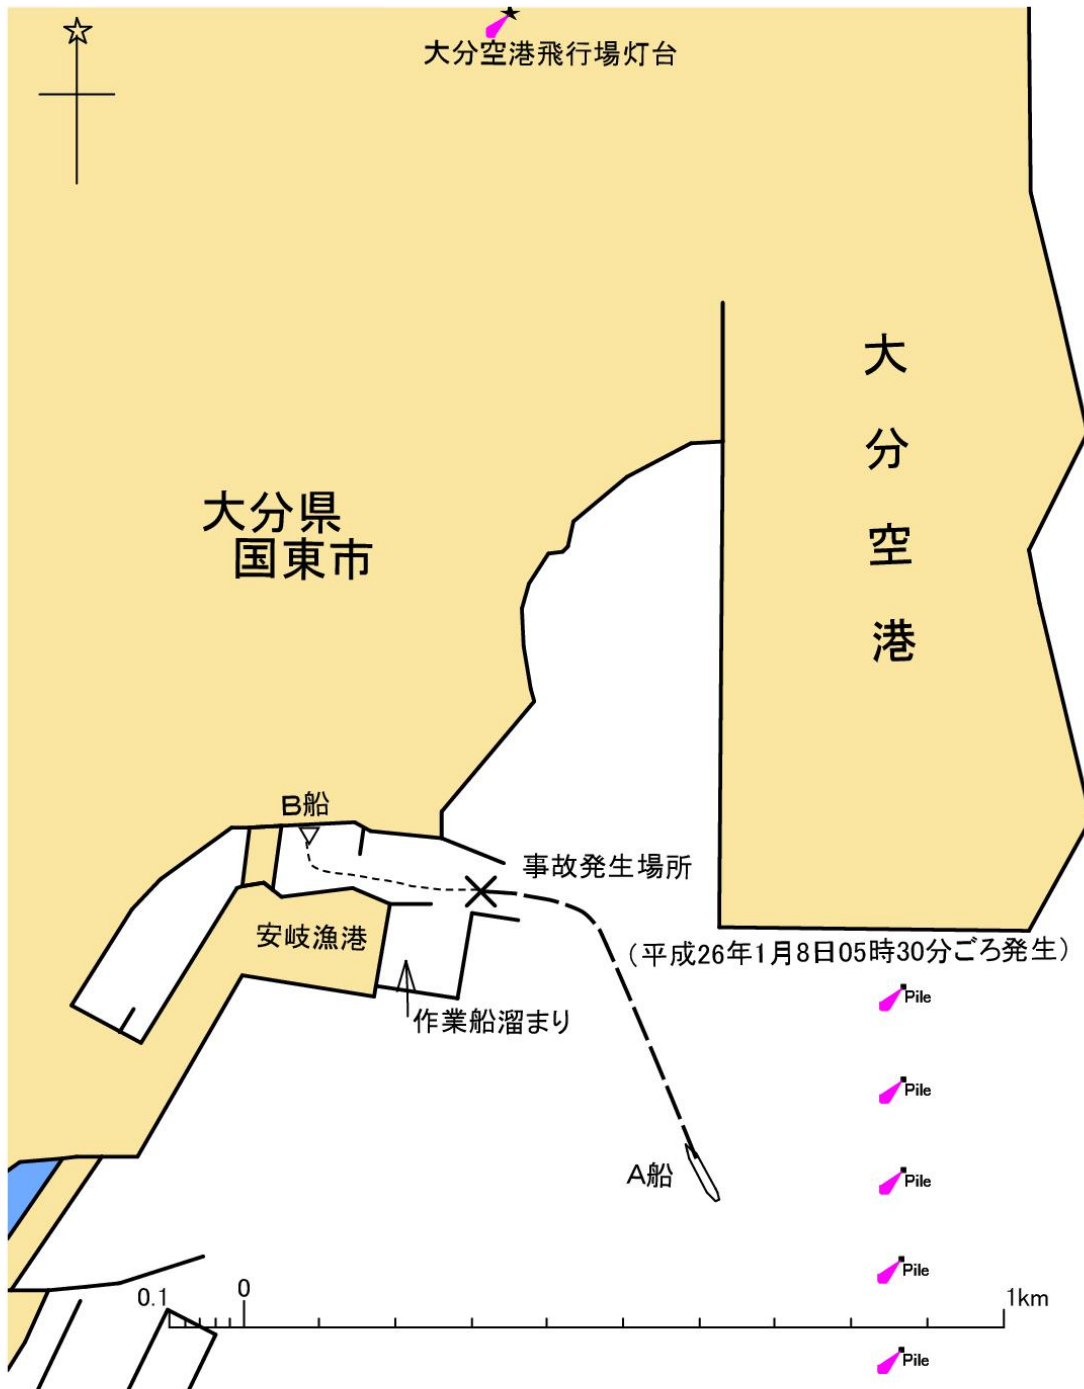 大分空港飛行場灯台
大分空港
大分県
国東市
B船
事故発生場所
安岐漁港
(平成26年1月8日05時30分ごろ発生)
Pile
作業船溜まり
Pile
A船
Pile
Pile
0.1
0
1km
Pile